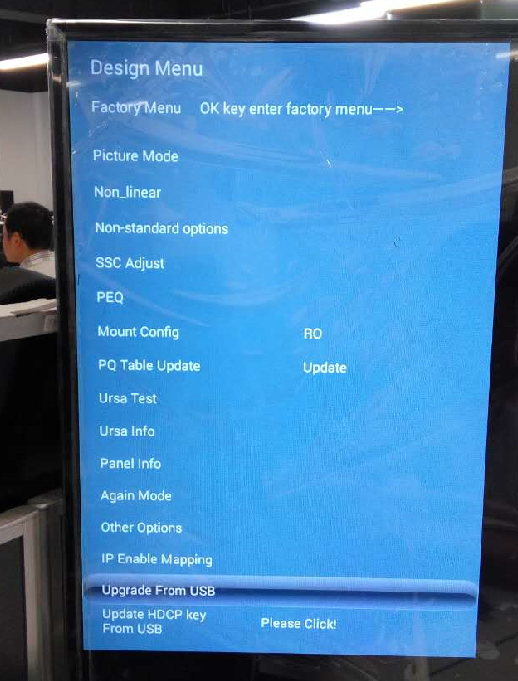 Design Menu
Factory Menu OK key enter factory menu——>
Picture Mode
Non_linear
Non-standard options
SSC Adjust
PEQ
Mount Config RO
PQ Table Update Update
Ursa Test
Ursa Info
Panel Info
Again Mode
Other Options
IP Enable Mapping
Upgrade From USB
Update HDCP key
From USB Please Click!